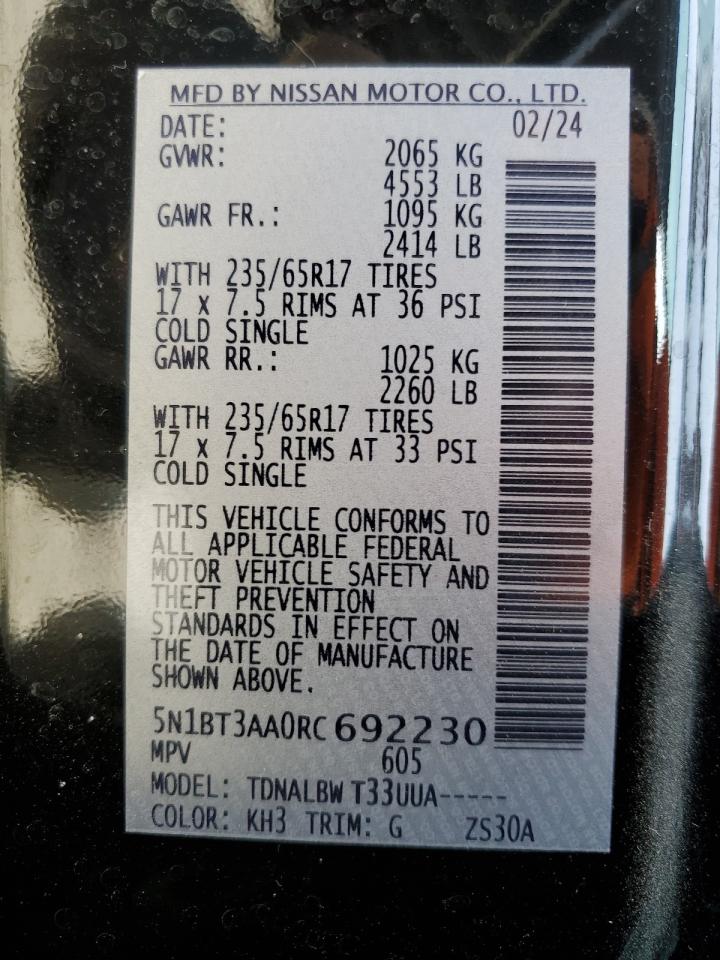 MFD BY NISSAN MOTOR CO., LTD.
DATE: 02/24
GVWR: 2065 KG
4553 LB
GAWR FR.: 1095 KG
2414 LB
WITH 235/65R17 TIRES
17 x 7.5 RIMS AT 36 PSI
COLD SINGLE
GAWR RR.: 1025 KG
2260 LB
WITH 235/65R17 TIRES
17 x 7.5 RIMS AT 33 PSI
COLD SINGLE
THIS VEHICLE CONFORMS TO
ALL APPLICABLE FEDERAL
MOTOR VEHICLE SAFETY AND
THEFT PREVENTION
STANDARDS IN EFFECT ON
THE DATE OF MANUFACTURE
SHOWN ABOVE.
5N1BT3AA0RC692230
MPV 605
MODEL: TDNALBW T33UUA-----
COLOR: KH3 TRIM: G ZS30A